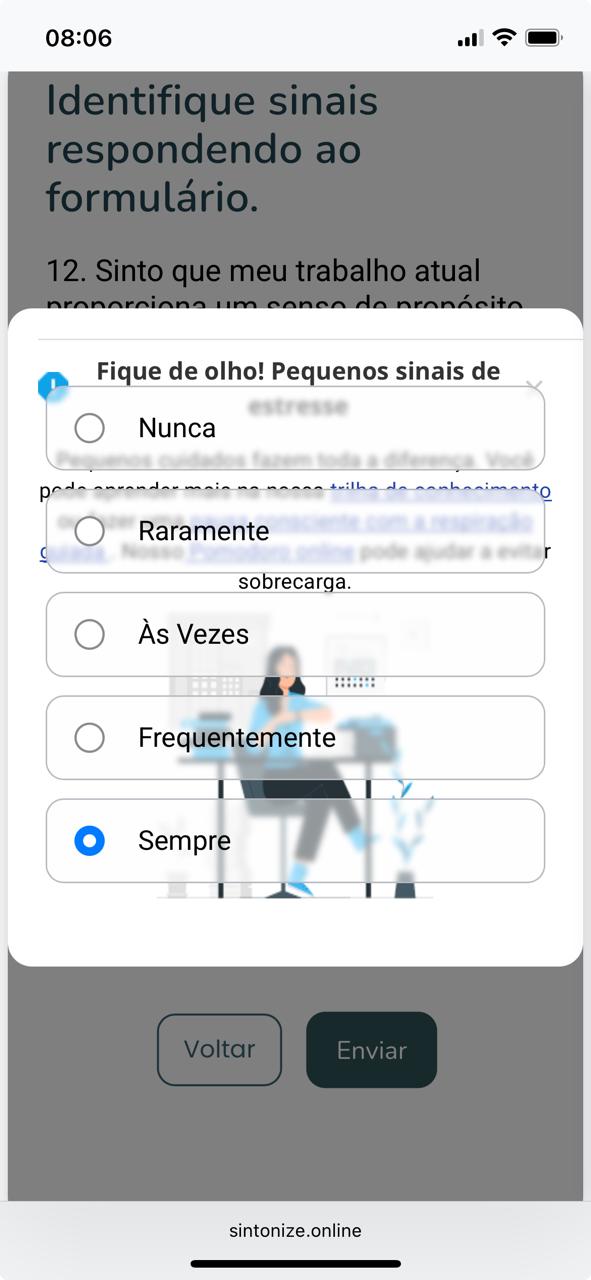 08:06
Identifique sinais
respondendo ao
formulário.
12. Sinto que meu trabalho atual
proporciona um senso de propósito
Fique de olho! Pequenos sinais de
estresse
Nunca
Pequenos cuidados fazem toda a diferença. Você
pode aprender mais na nossa trilha de conhecimento
ou fazer uma pausa consciente com a respiração
Raramente
guiada . Nosso Pomodoro online pode ajudar a evitar
sobrecarga.
Às Vezes
Frequentemente
Sempre
Voltar
Enviar
sintonize.online